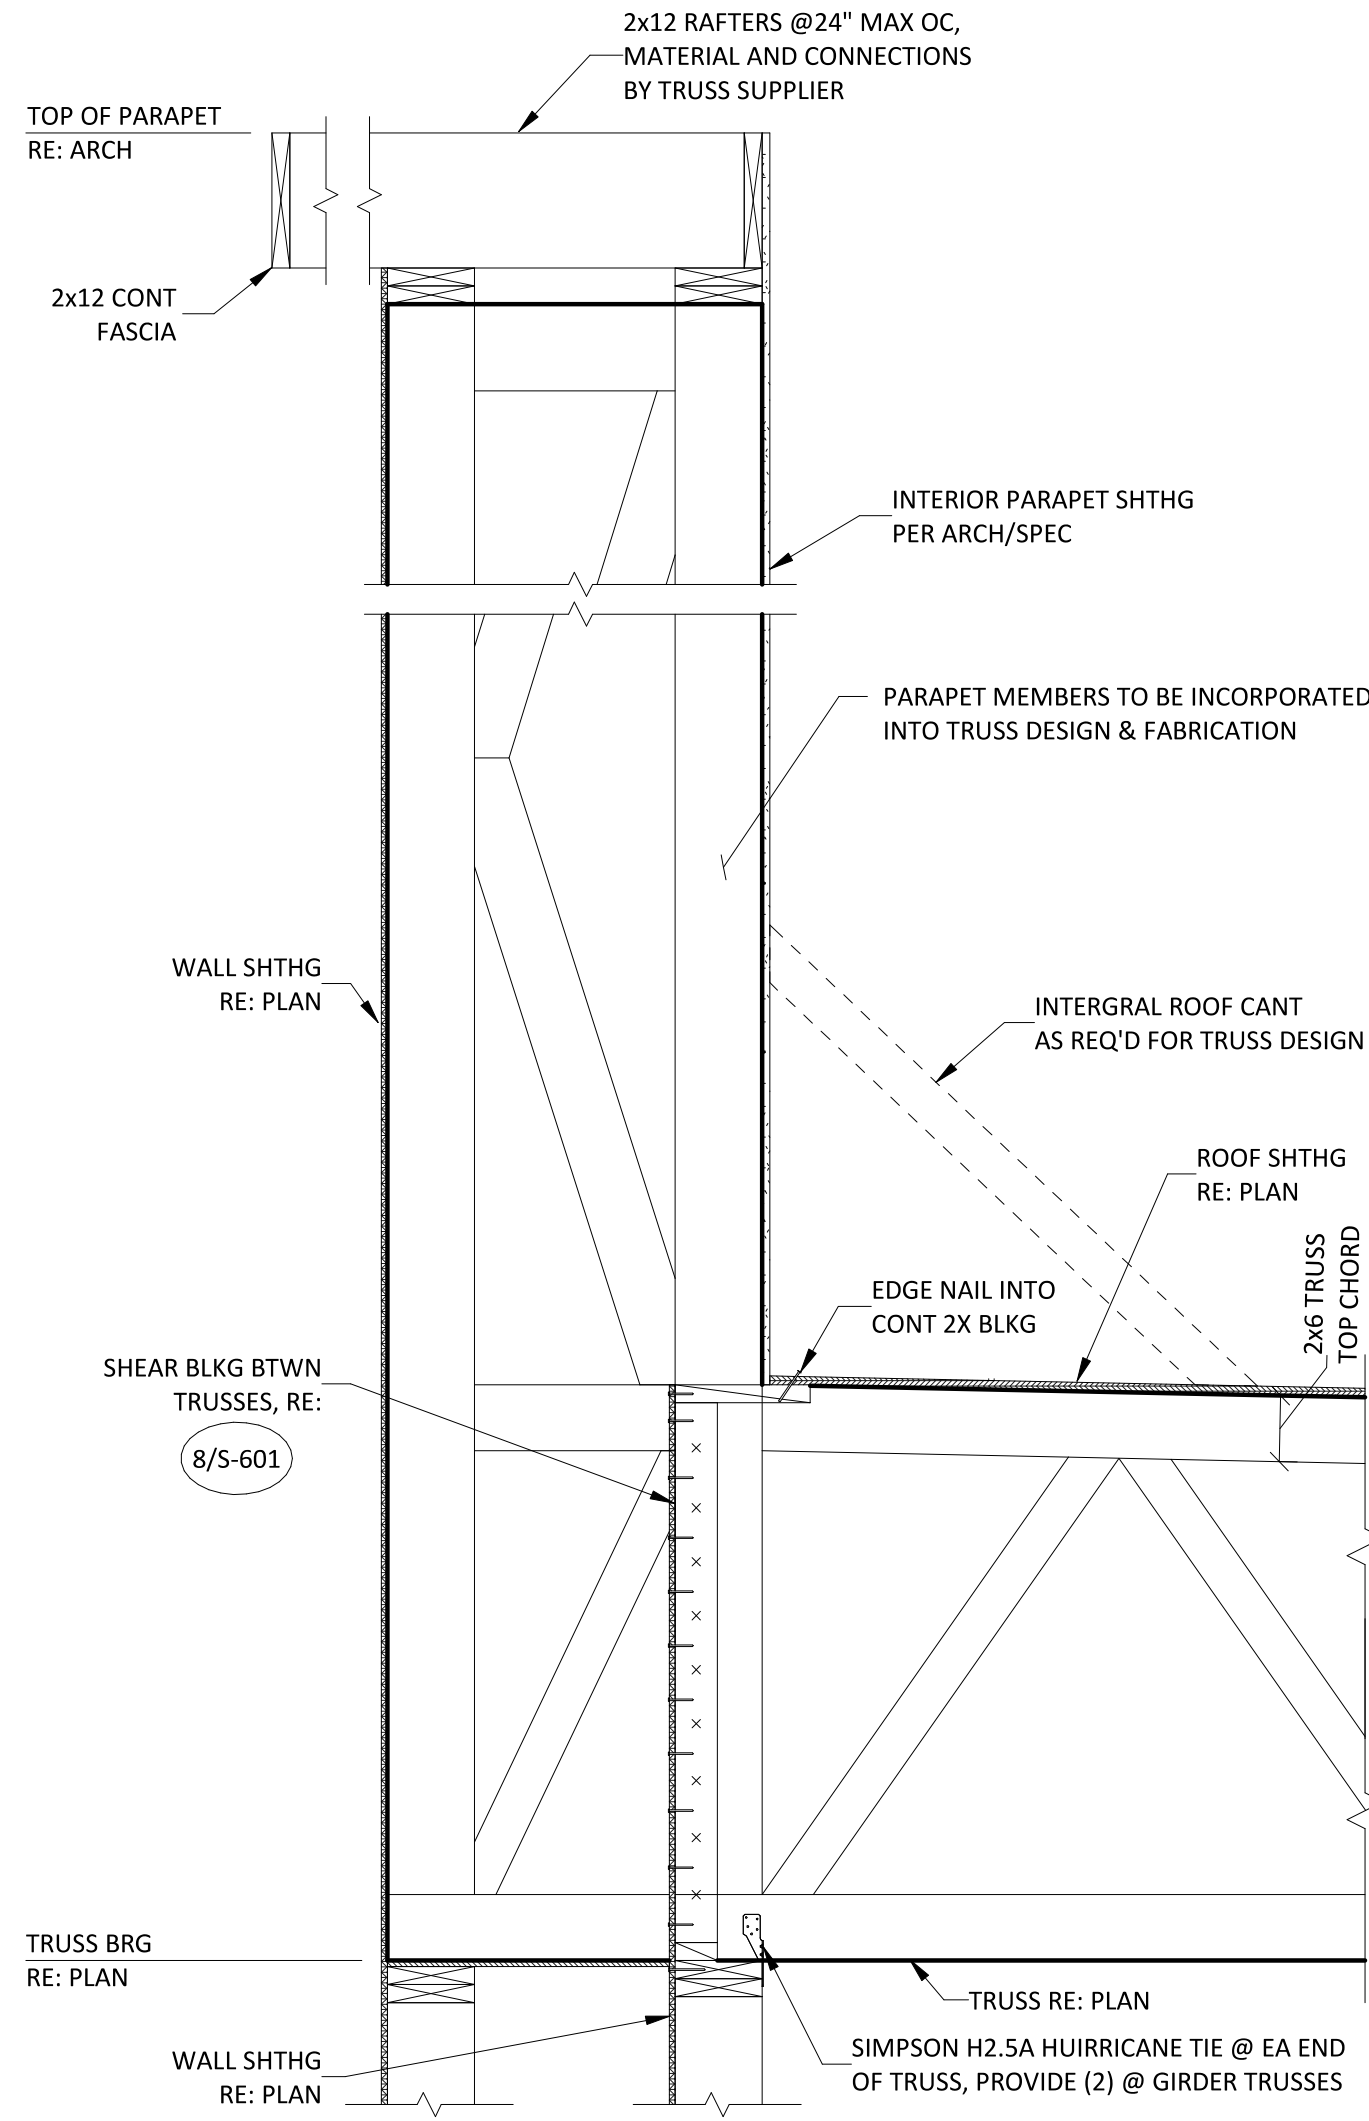 2x12 RAFTERS @24" MAX OC,
MATERIAL AND CONNECTIONS
BY TRUSS SUPPLIER
TOP OF PARAPET
RE: ARCH
2x12 CONT
FASCIA
INTERIOR PARAPET SHTHG
PER ARCH/SPEC
PARAPET MEMBERS TO BE INCORPORATED
INTO TRUSS DESIGN & FABRICATION
WALL SHTHG
RE: PLAN
INTERGRAL ROOF CANT
AS REQ'D FOR TRUSS DESIGN
ROOF SHTHG
RE: PLAN
2x6 TRUSS
TOP CHORD
EDGE NAIL INTO
CONT 2X BLKG
SHEAR BLKG BTWN
TRUSSES, RE:
8/S-601
TRUSS BRG
RE: PLAN
TRUSS RE: PLAN
WALL SHTHG
RE: PLAN
SIMPSON H2.5A HUIRRICANE TIE @ EA END
OF TRUSS, PROVIDE (2) @ GIRDER TRUSSES